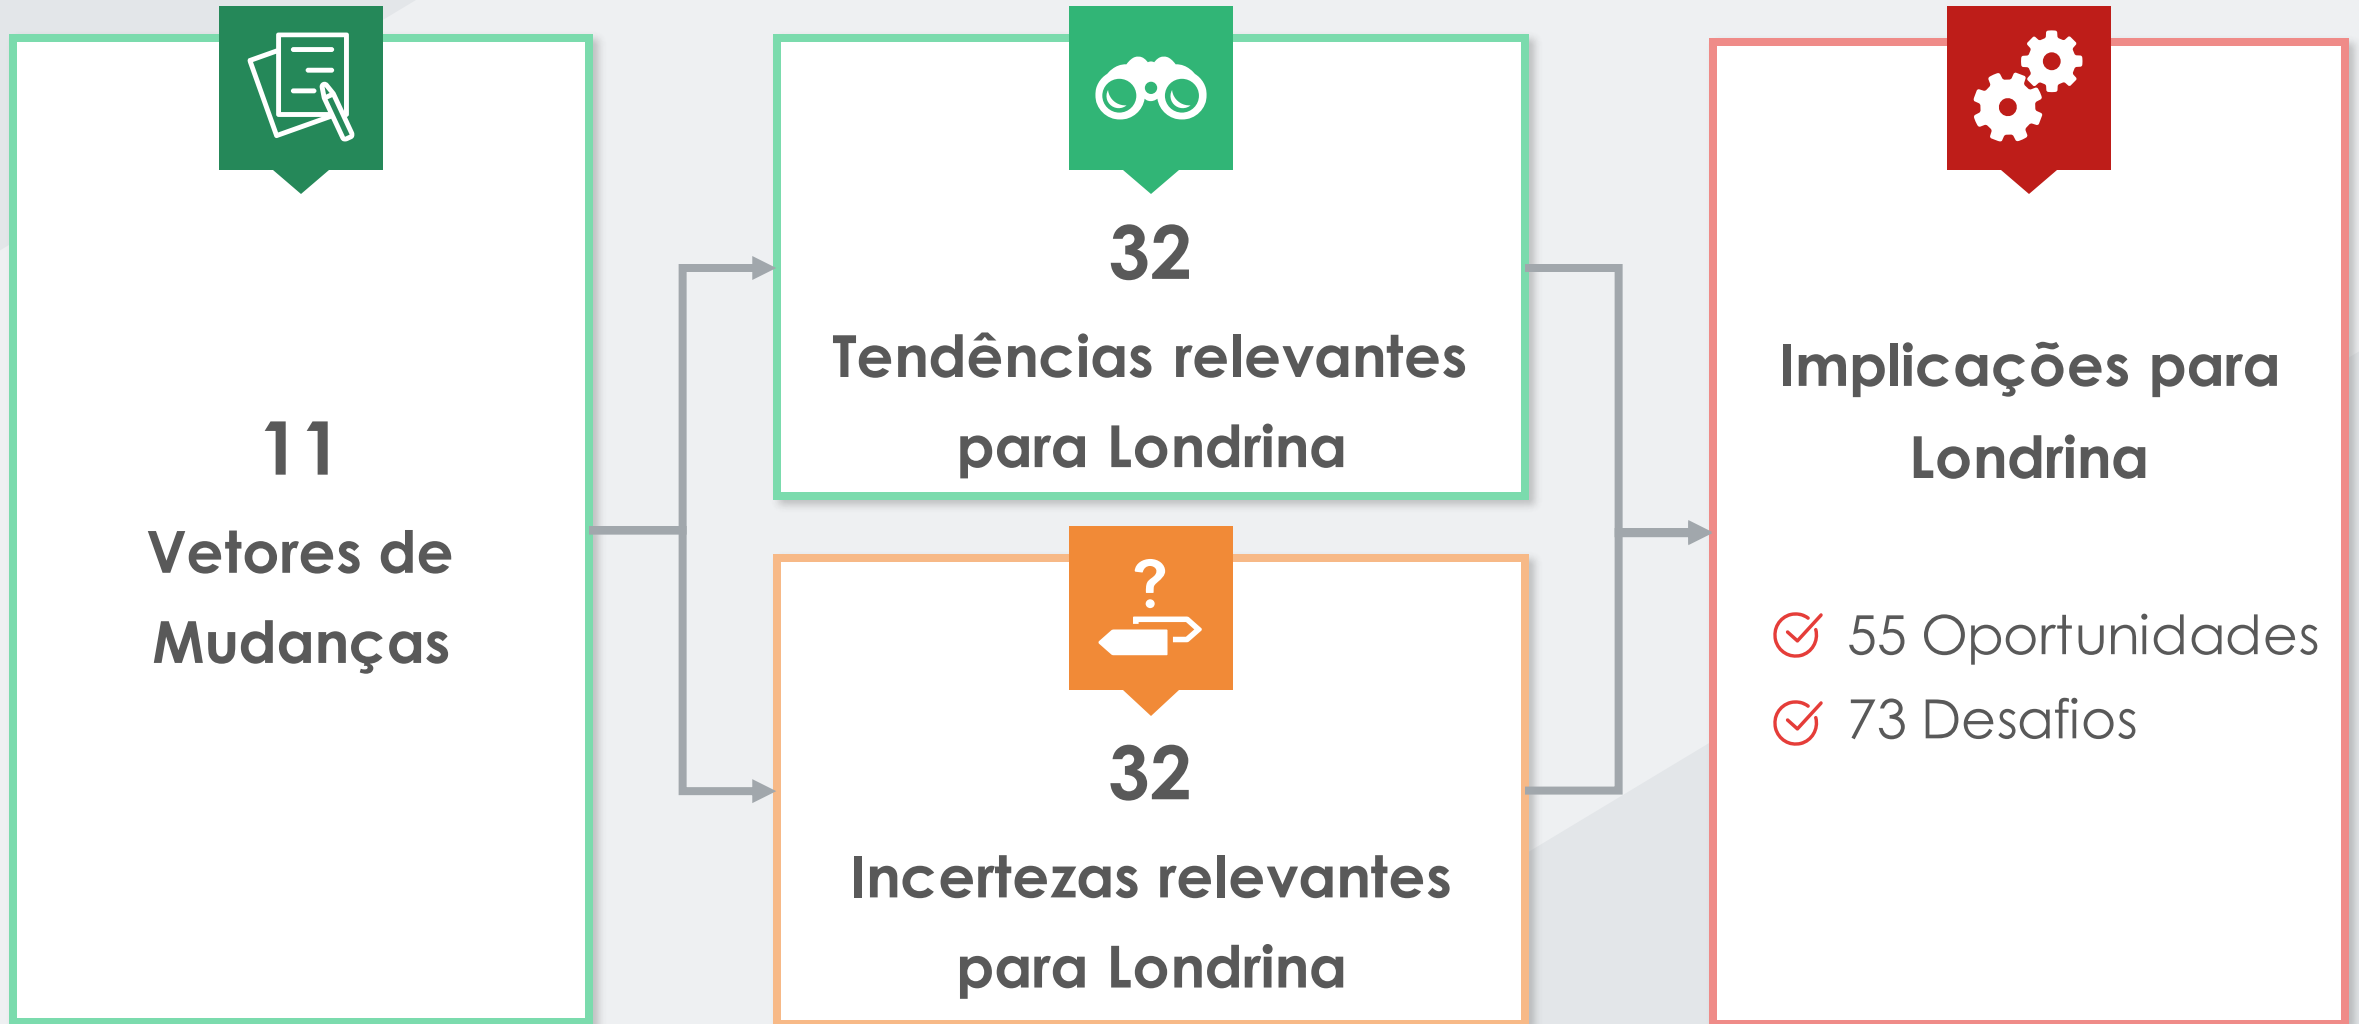 11
Vetores de
Mudanças
32
Tendências relevantes
para Londrina
?
32
Incertezas relevantes
para Londrina
Implicações para
Londrina
55 Oportunidades
73 Desafios